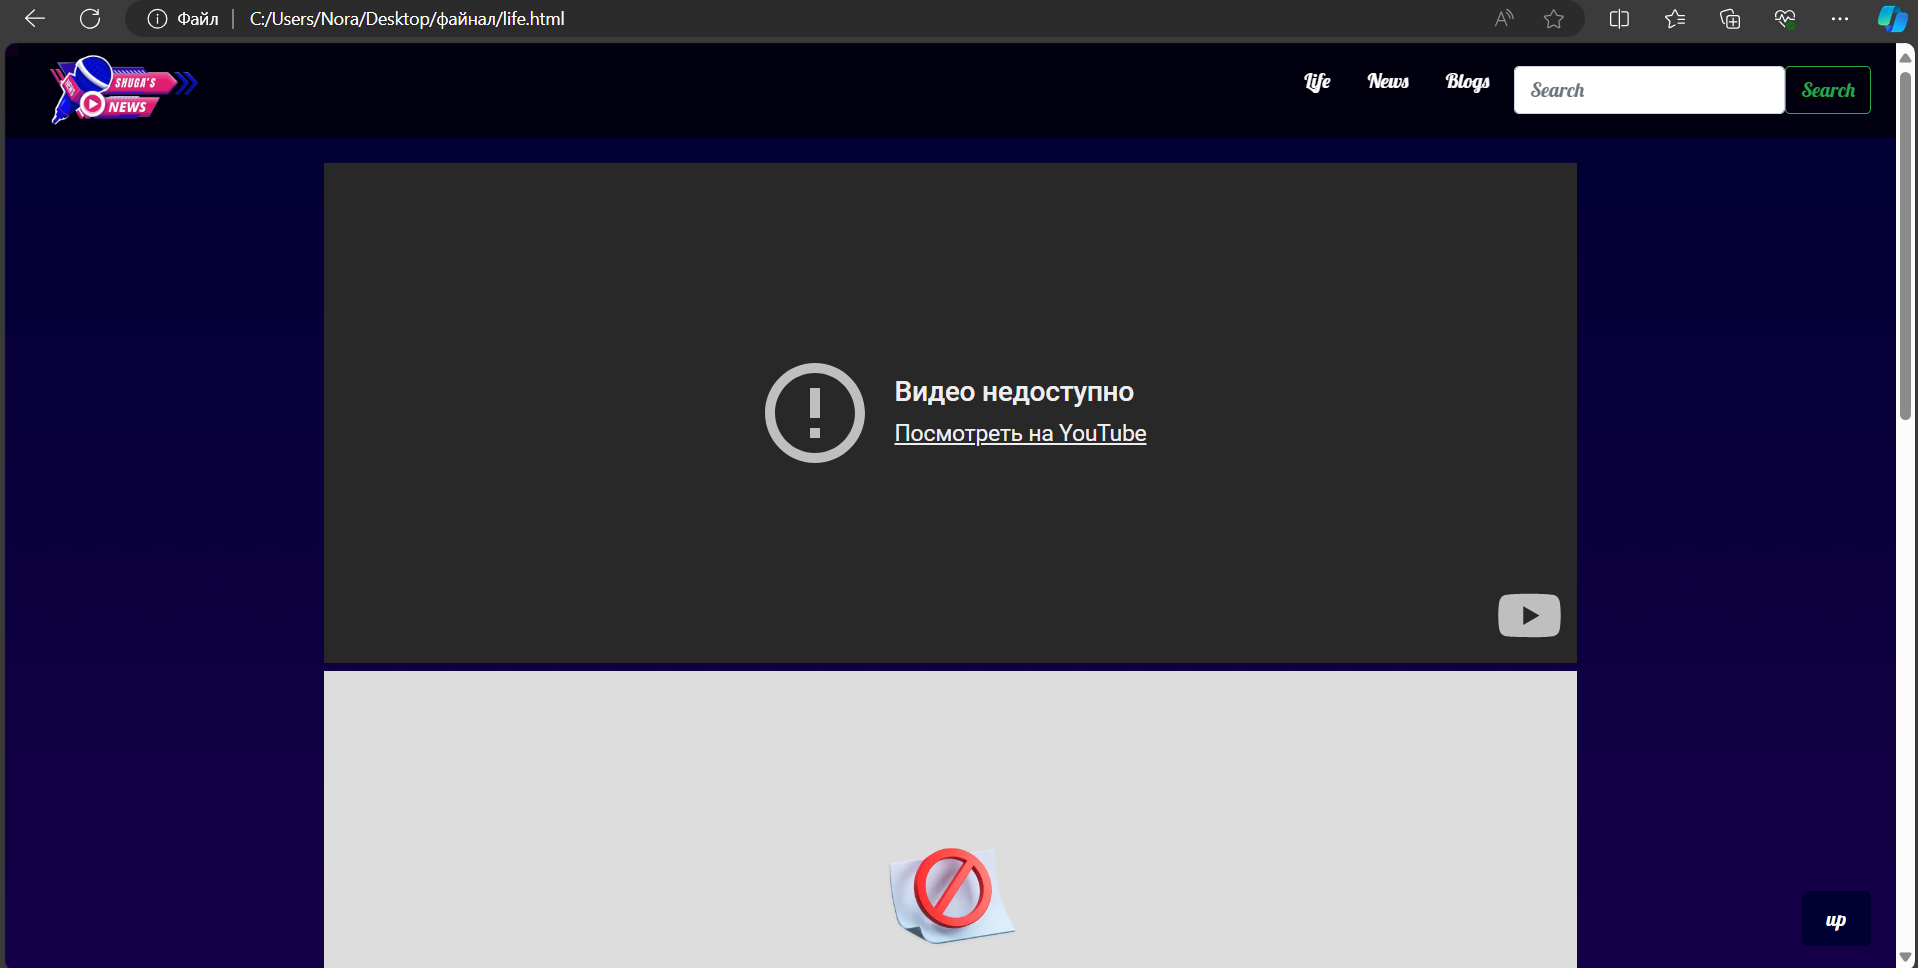 Файл
C:/Users/Nora/Desktop/файнал/life.html
NEWS
SHUGA'S
NEWS
Life
News
Blogs
Search
Search
Видео недоступно
Посмотреть на YouTube
up